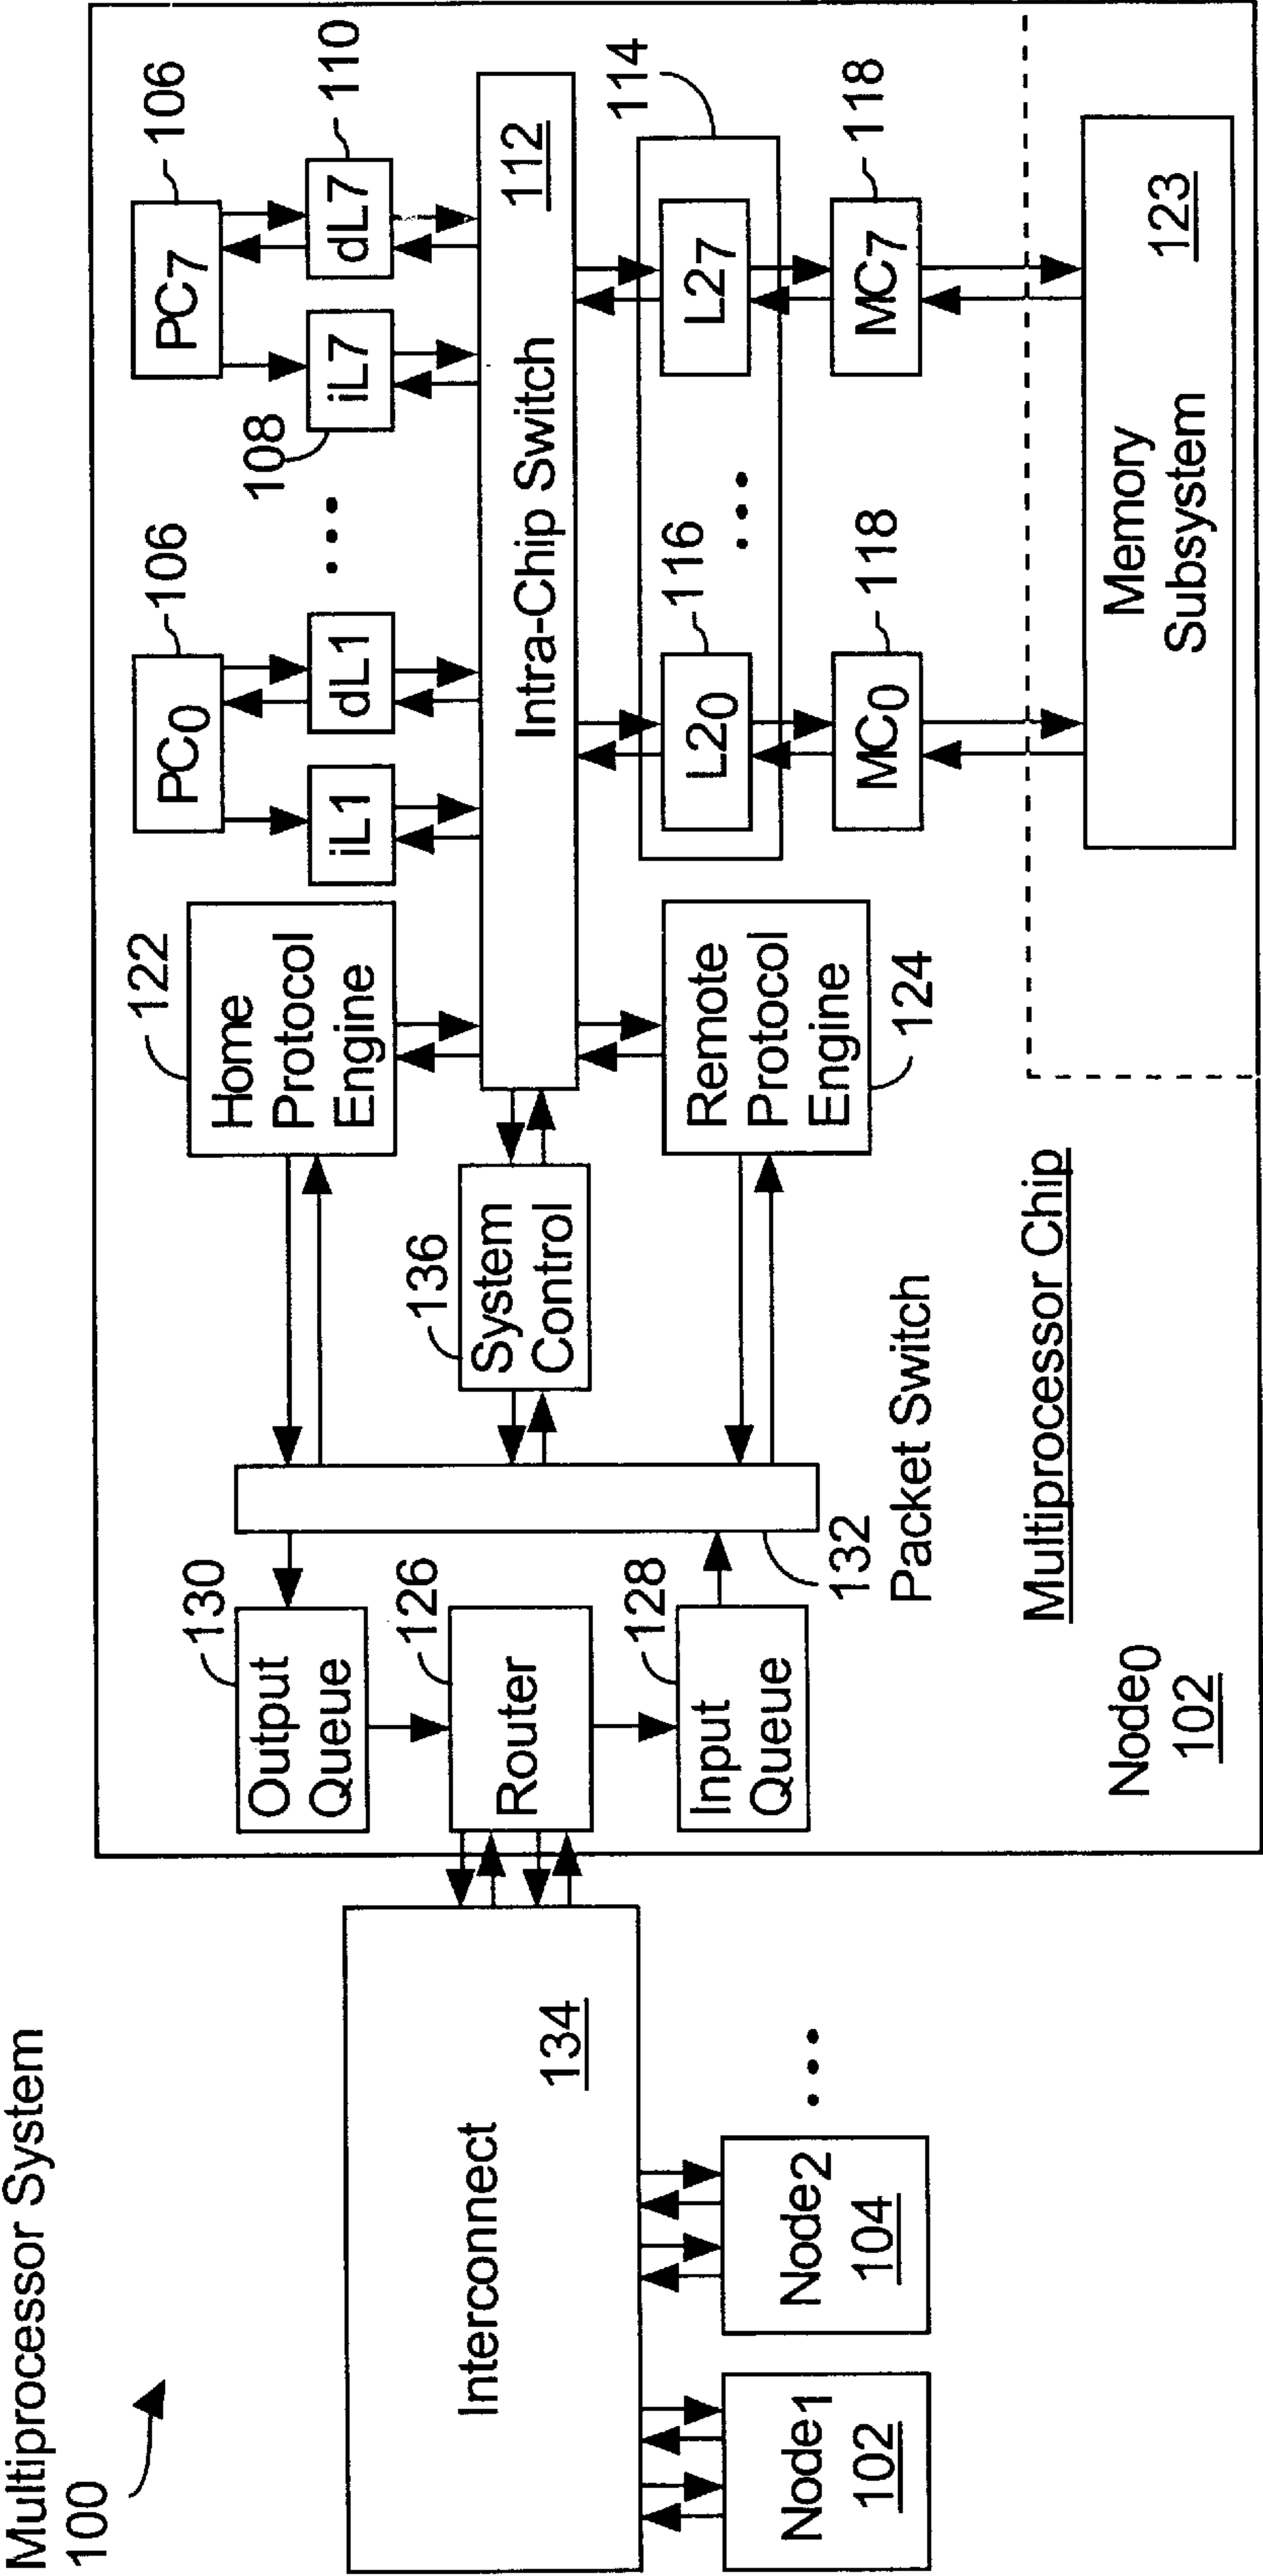 Multiprocessor System
100
Interconnect
134
Node1
102
Node2
104
...
Output
Queue
130
Router
126
Input
Queue
128
132
Packet Switch
System
Control
136
Home
Protocol
Engine
122
Remote
Protocol
Engine
124
PC0
106
iL1
dL1
...
PC7
106
iL7
108
dL7
110
Intra-Chip Switch
112
114
L20
116
...
L27
MC0
118
MC7
118
Memory
Subsystem
123
Multiprocessor Chip
Node0
102